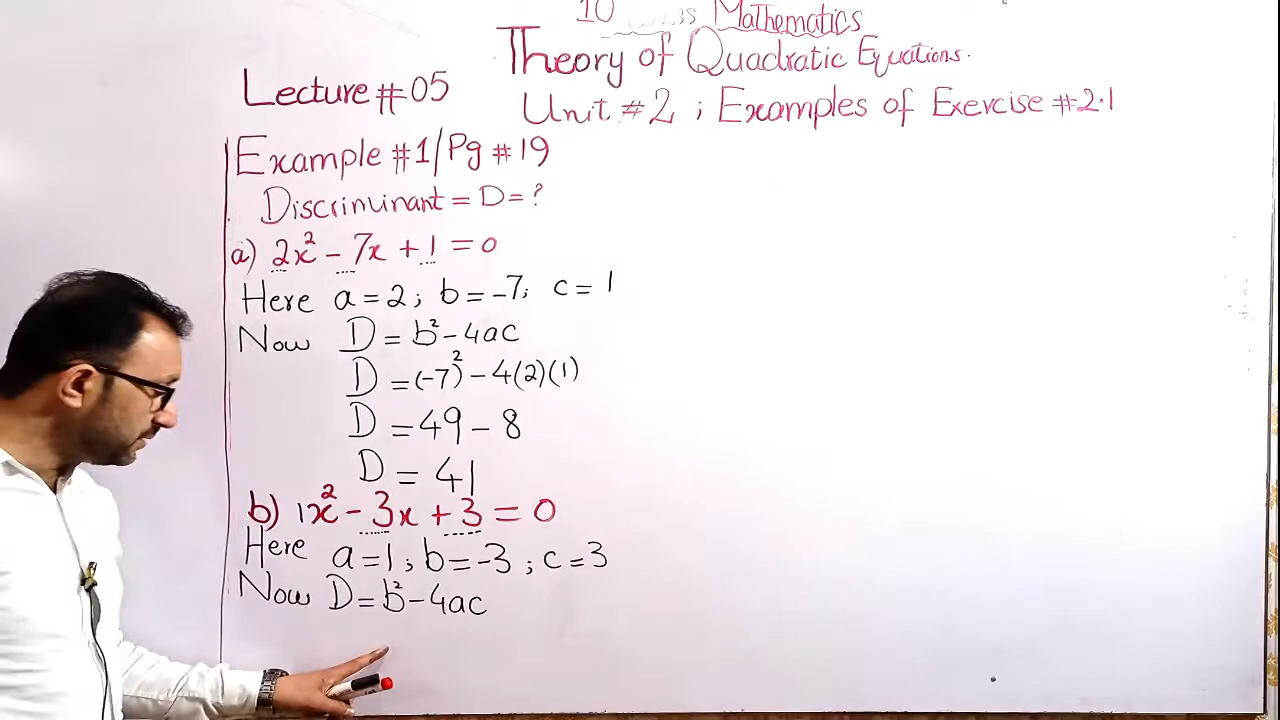 10 Class Mathematics
Theory of Quadratic Equations.
Lecture #05
Unit #2 ; Examples of Exercise #2.1
Example #1/Pg #19
Discriminant = D = ?
a) 2x² - 7x + 1 = 0
Here a = 2 ; b = -7; c = 1
Now D = b² - 4ac
D = (-7)² - 4(2)(1)
D = 49 - 8
D = 41
b) 1x² - 3x + 3 = 0
Here a = 1 ; b = -3 ; c = 3
Now D = b² - 4ac